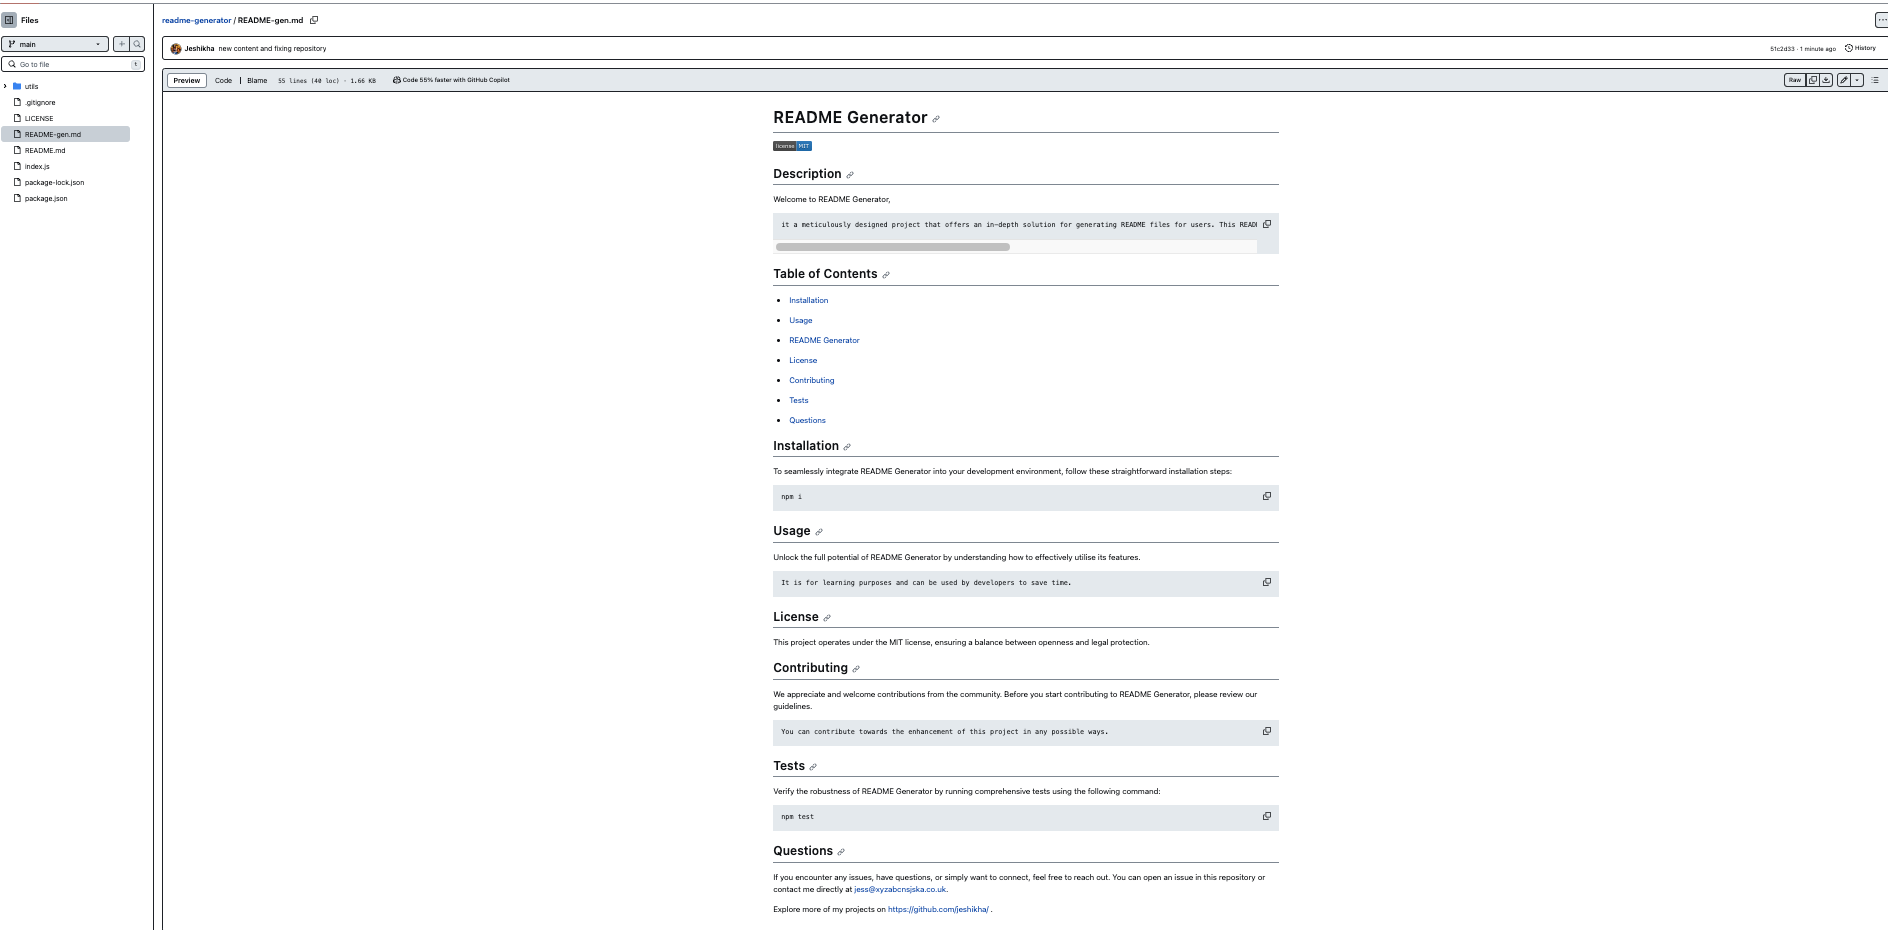 Files
main
Go to file
t
utils
.gitignore
LICENSE
README-gen.md
README.md
index.js
package-lock.json
package.json
readme-generator / README-gen.md
Jeshikha new content and fixing repository
51c2d33 · 1 minute ago History
Preview Code Blame 55 lines (40 loc) · 1.66 KB Code 55% faster with GitHub Copilot
Raw
README Generator
license MIT
Description
Welcome to README Generator,
it a meticulously designed project that offers an in-depth solution for generating README files for users. This READ
Table of Contents
• Installation
• Usage
• README Generator
• License
• Contributing
• Tests
• Questions
Installation
To seamlessly integrate README Generator into your development environment, follow these straightforward installation steps:
npm i
Usage
Unlock the full potential of README Generator by understanding how to effectively utilise its features.
It is for learning purposes and can be used by developers to save time.
License
This project operates under the MIT license, ensuring a balance between openness and legal protection.
Contributing
We appreciate and welcome contributions from the community. Before you start contributing to README Generator, please review our
guidelines.
You can contribute towards the enhancement of this project in any possible ways.
Tests
Verify the robustness of README Generator by running comprehensive tests using the following command:
npm test
Questions
If you encounter any issues, have questions, or simply want to connect, feel free to reach out. You can open an issue in this repository or
contact me directly at jess@xyzabcnsjska.co.uk.
Explore more of my projects on https://github.com/jeshikha/ .